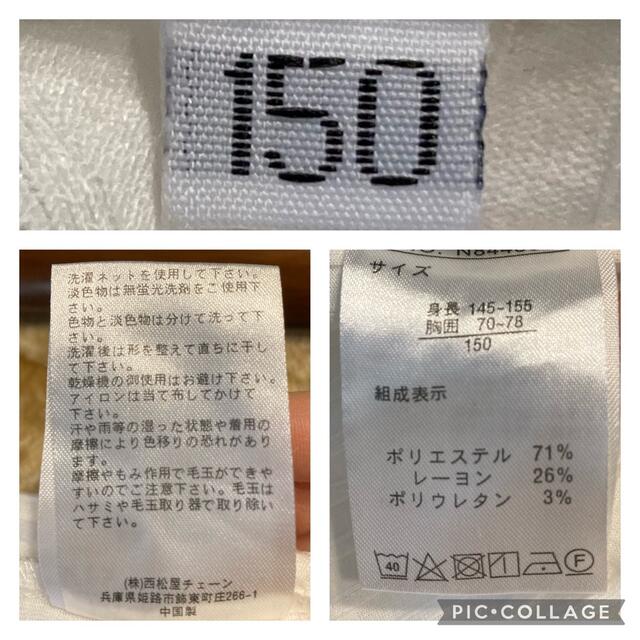 150
洗濯ネットを使用して下さい。
淡色物は無蛍光洗剤をご使用下
さい。
色物と淡色物は分けて洗って下
さい。
洗濯後は形を整えて直ちに干し
て下さい。
乾燥機の御使用はお避け下さい。
アイロンは当て布してかけて
下さい。
汗や雨等の湿った状態や着用の
摩擦により色移りの恐れがあり
ます。
摩擦やもみ作用で毛玉ができや
すいのでご注意下さい。毛玉は
ハサミや毛玉取り器で取り除い
て下さい。
(株)西松屋チェーン
兵庫県姫路市飾東町庄266-1
中国製
サイズ
身長 145~155
胸囲 70~78
150
組成表示
ポリエステル 71%
レーヨン 26%
ポリウレタン 3%
40 F
PIC•COLLAGE